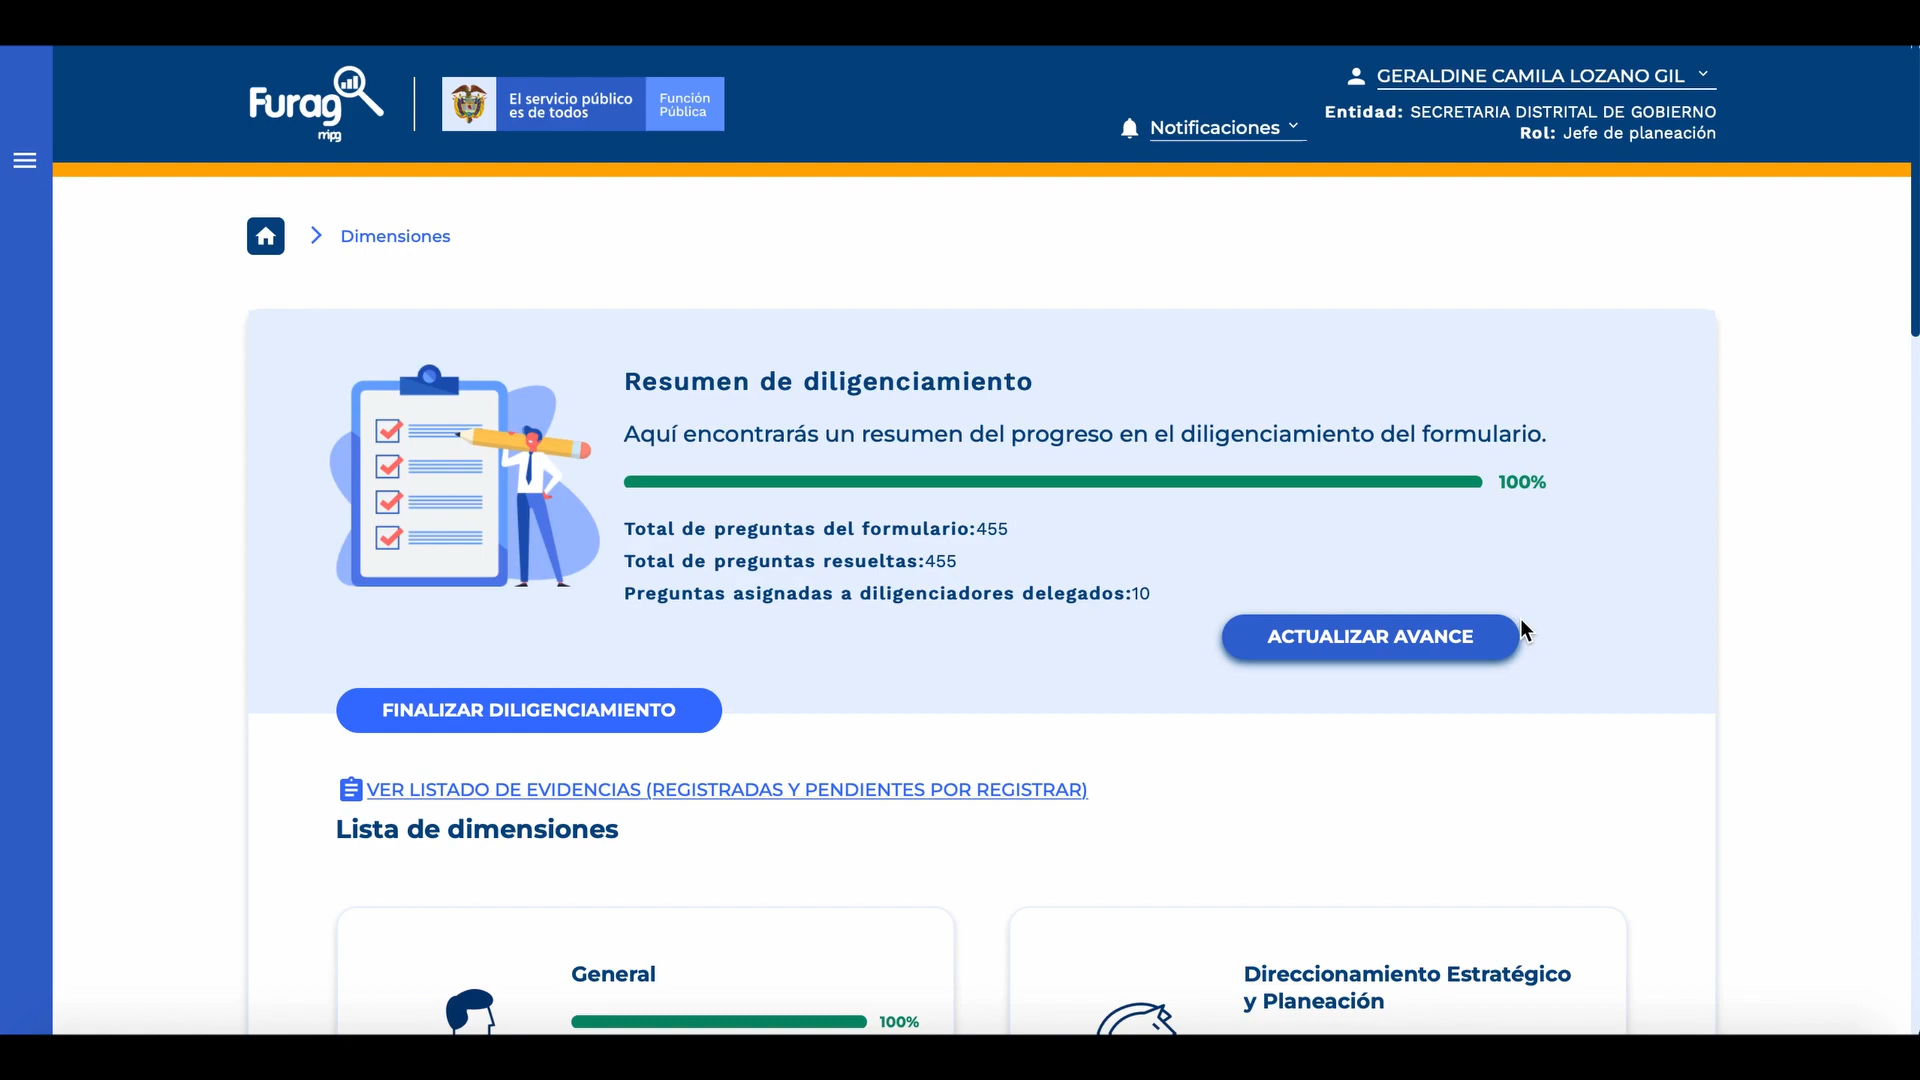 Furag
mipg
El servicio público
es de todos
Función
Pública
Notificaciones
GERALDINE CAMILA LOZANO GIL
Entidad: SECRETARIA DISTRITAL DE GOBIERNO
Rol: Jefe de planeación
Dimensiones
Resumen de diligenciamiento
Aquí encontrarás un resumen del progreso en el diligenciamiento del formulario.
100%
Total de preguntas del formulario:455
Total de preguntas resueltas:455
Preguntas asignadas a diligenciadores delegados:10
ACTUALIZAR AVANCE
FINALIZAR DILIGENCIAMIENTO
VER LISTADO DE EVIDENCIAS (REGISTRADAS Y PENDIENTES POR REGISTRAR)
Lista de dimensiones
General
100%
Direccionamiento Estratégico
y Planeación